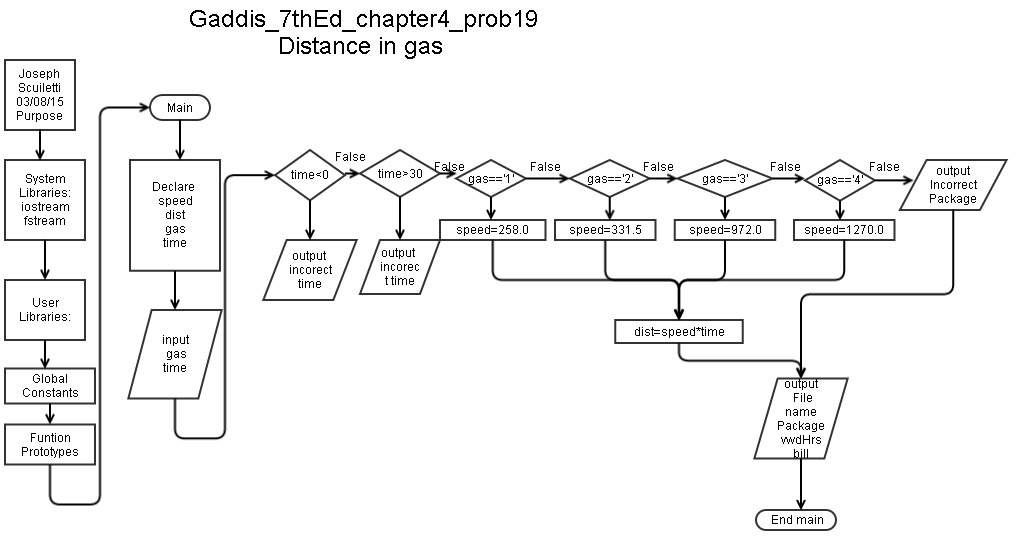 Gaddis_7thEd_chapter4_prob19
Distance in gas
Joseph
Scuiletti
03/08/15
Purpose
System
Libraries:
iostream
fstream
User
Libraries:
Global
Constants
Funtion
Prototypes
Main
Declare
speed
dist
gas
time
input
gas
time
time<0
False
output
incorect
time
time>30
False
output
incorec
t time
gas=='1'
False
speed=258.0
gas=='2'
False
speed=331.5
gas=='3'
False
speed=972.0
gas=='4'
False
speed=1270.0
output
Incorrect
Package
dist=speed*time
output
File
name
Package
vwdHrs
bill
End main